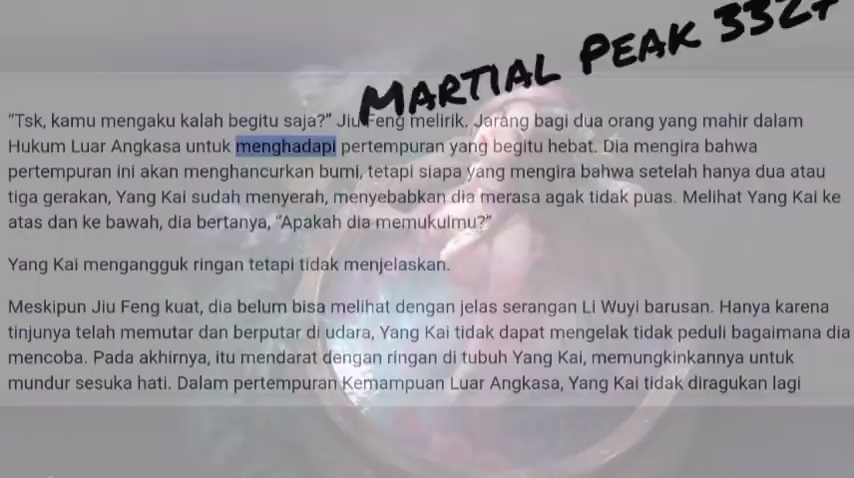 MARTIAL PEAK 3327
"Tsk, kamu mengaku kalah begitu saja?" Jiu Feng melirik. Jarang bagi dua orang yang mahir dalam
Hukum Luar Angkasa untuk menghadapi pertempuran yang begitu hebat. Dia mengira bahwa
pertempuran ini akan menghancurkan bumi, tetapi siapa yang mengira bahwa setelah hanya dua atau
tiga gerakan, Yang Kai sudah menyerah, menyebabkan dia merasa agak tidak puas. Melihat Yang Kai ke
atas dan ke bawah, dia bertanya, "Apakah dia memukulmu?"
Yang Kai mengangguk ringan tetapi tidak menjelaskan.
Meskipun Jiu Feng kuat, dia belum bisa melihat dengan jelas serangan Li Wuyi barusan. Hanya karena
tinjunya telah memutar dan berputar di udara, Yang Kai tidak dapat mengelak tidak peduli bagaimana dia
mencoba. Pada akhirnya, itu mendarat dengan ringan di tubuh Yang Kai, memungkinkannya untuk
mundur sesuka hati. Dalam pertempuran Kemampuan Luar Angkasa, Yang Kai tidak diragukan lagi